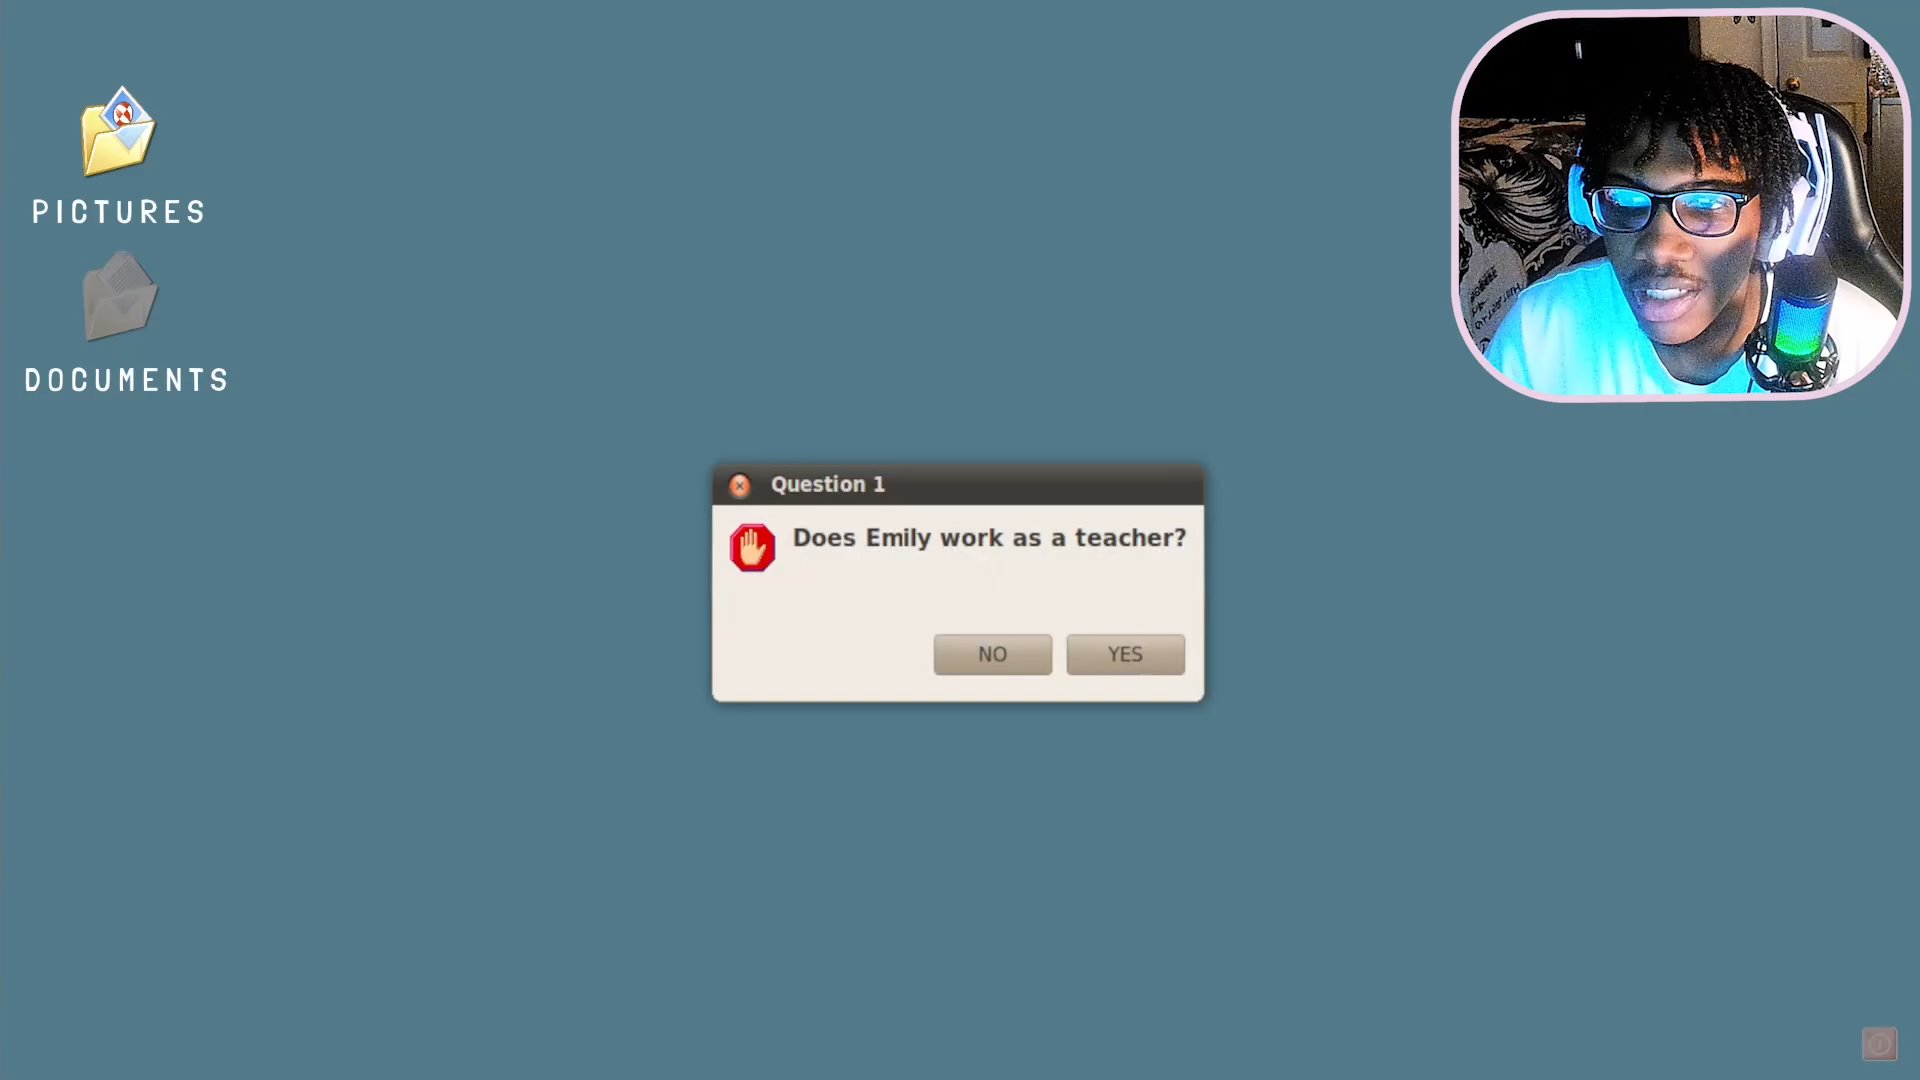 PICTURES
DOCUMENTS
Question 1
Does Emily work as a teacher?
NO
YES